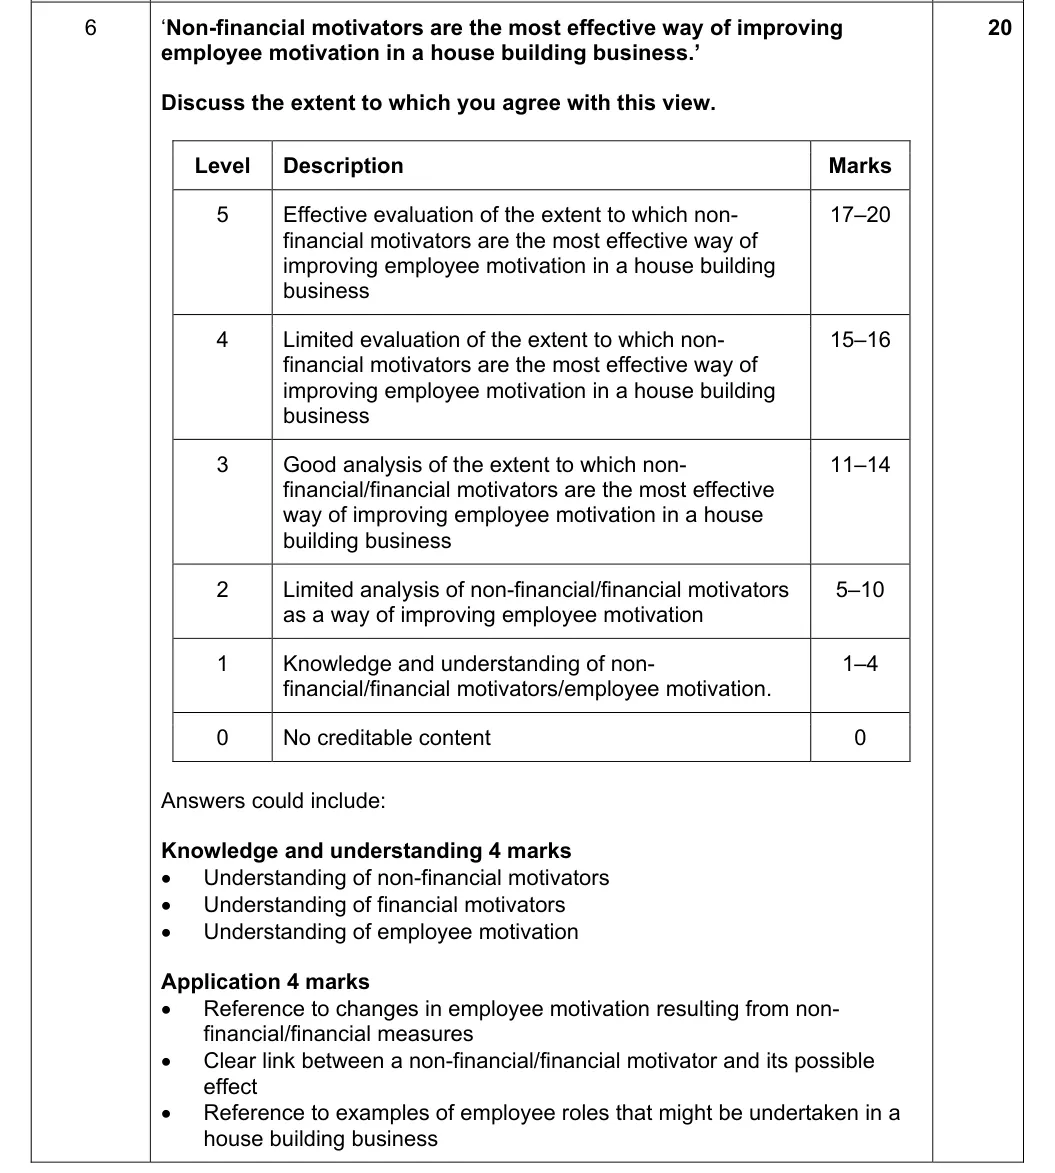 6
‘Non-financial motivators are the most effective way of improving
employee motivation in a house building business.’
20
Discuss the extent to which you agree with this view.
Level Description Marks
5 Effective evaluation of the extent to which non- 17–20
financial motivators are the most effective way of
improving employee motivation in a house building
business
4 Limited evaluation of the extent to which non- 15–16
financial motivators are the most effective way of
improving employee motivation in a house building
business
3 Good analysis of the extent to which non- 11–14
financial/financial motivators are the most effective
way of improving employee motivation in a house
building business
2 Limited analysis of non-financial/financial motivators 5–10
as a way of improving employee motivation
1 Knowledge and understanding of non- 1–4
financial/financial motivators/employee motivation.
0 No creditable content 0
Answers could include:
Knowledge and understanding 4 marks
• Understanding of non-financial motivators
• Understanding of financial motivators
• Understanding of employee motivation
Application 4 marks
• Reference to changes in employee motivation resulting from non-
financial/financial measures
• Clear link between a non-financial/financial motivator and its possible
effect
• Reference to examples of employee roles that might be undertaken in a
house building business